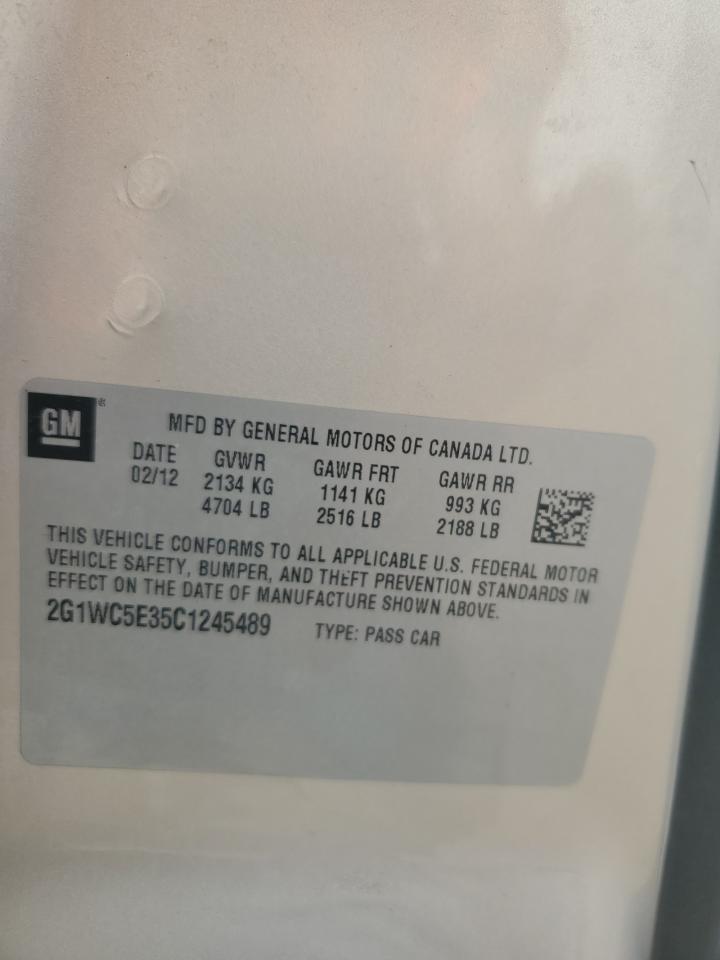 GM®
MFD BY GENERAL MOTORS OF CANADA LTD.
DATE GVWR GAWR FRT GAWR RR
02/12 2134 KG 1141 KG 993 KG
4704 LB 2516 LB 2188 LB
THIS VEHICLE CONFORMS TO ALL APPLICABLE U.S. FEDERAL MOTOR
VEHICLE SAFETY, BUMPER, AND THEFT PREVENTION STANDARDS IN
EFFECT ON THE DATE OF MANUFACTURE SHOWN ABOVE.
2G1WC5E35C1245489 TYPE: PASS CAR